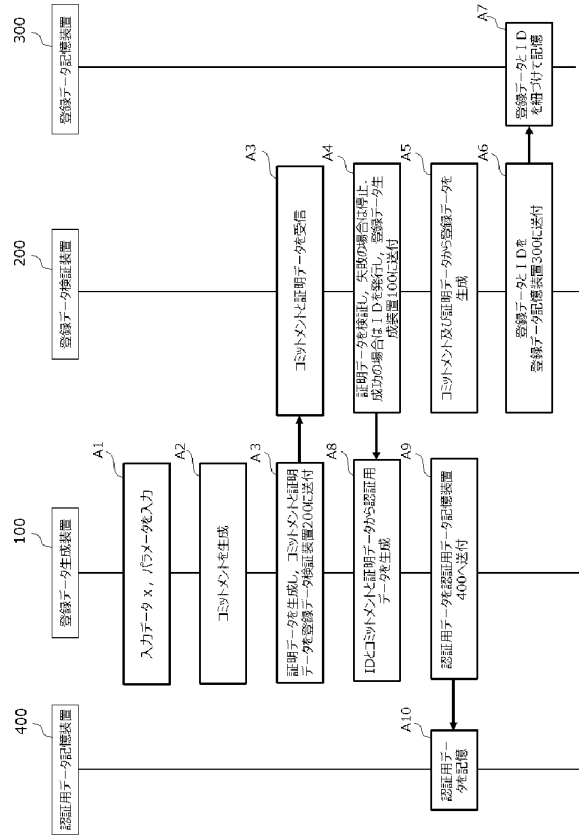 400
認証用データ記憶装置
100
登録データ生成装置
200
登録データ検証装置
300
登録データ記憶装置
A1
入力データx，パラメータを入力
A2
コミットメントを生成
A3
証明データを生成し，コミットメントと証明
データを登録データ検証装置200に送付
A3
コミットメントと証明データを受信
A4
証明データを検証し，失敗の場合は停止．
成功の場合はIDを発行し，登録データ生
成装置100に送付
A8
IDとコミットメントと証明データから認証用
データを生成
A5
コミットメント及び証明データから登録データを
生成
A9
認証用データを認証用データ記憶装置
400へ送付
A6
登録データとIDを
登録データ記憶装置300に送付
A7
登録データとID
を紐づけて記憶
A10
認証用デー
タを記憶